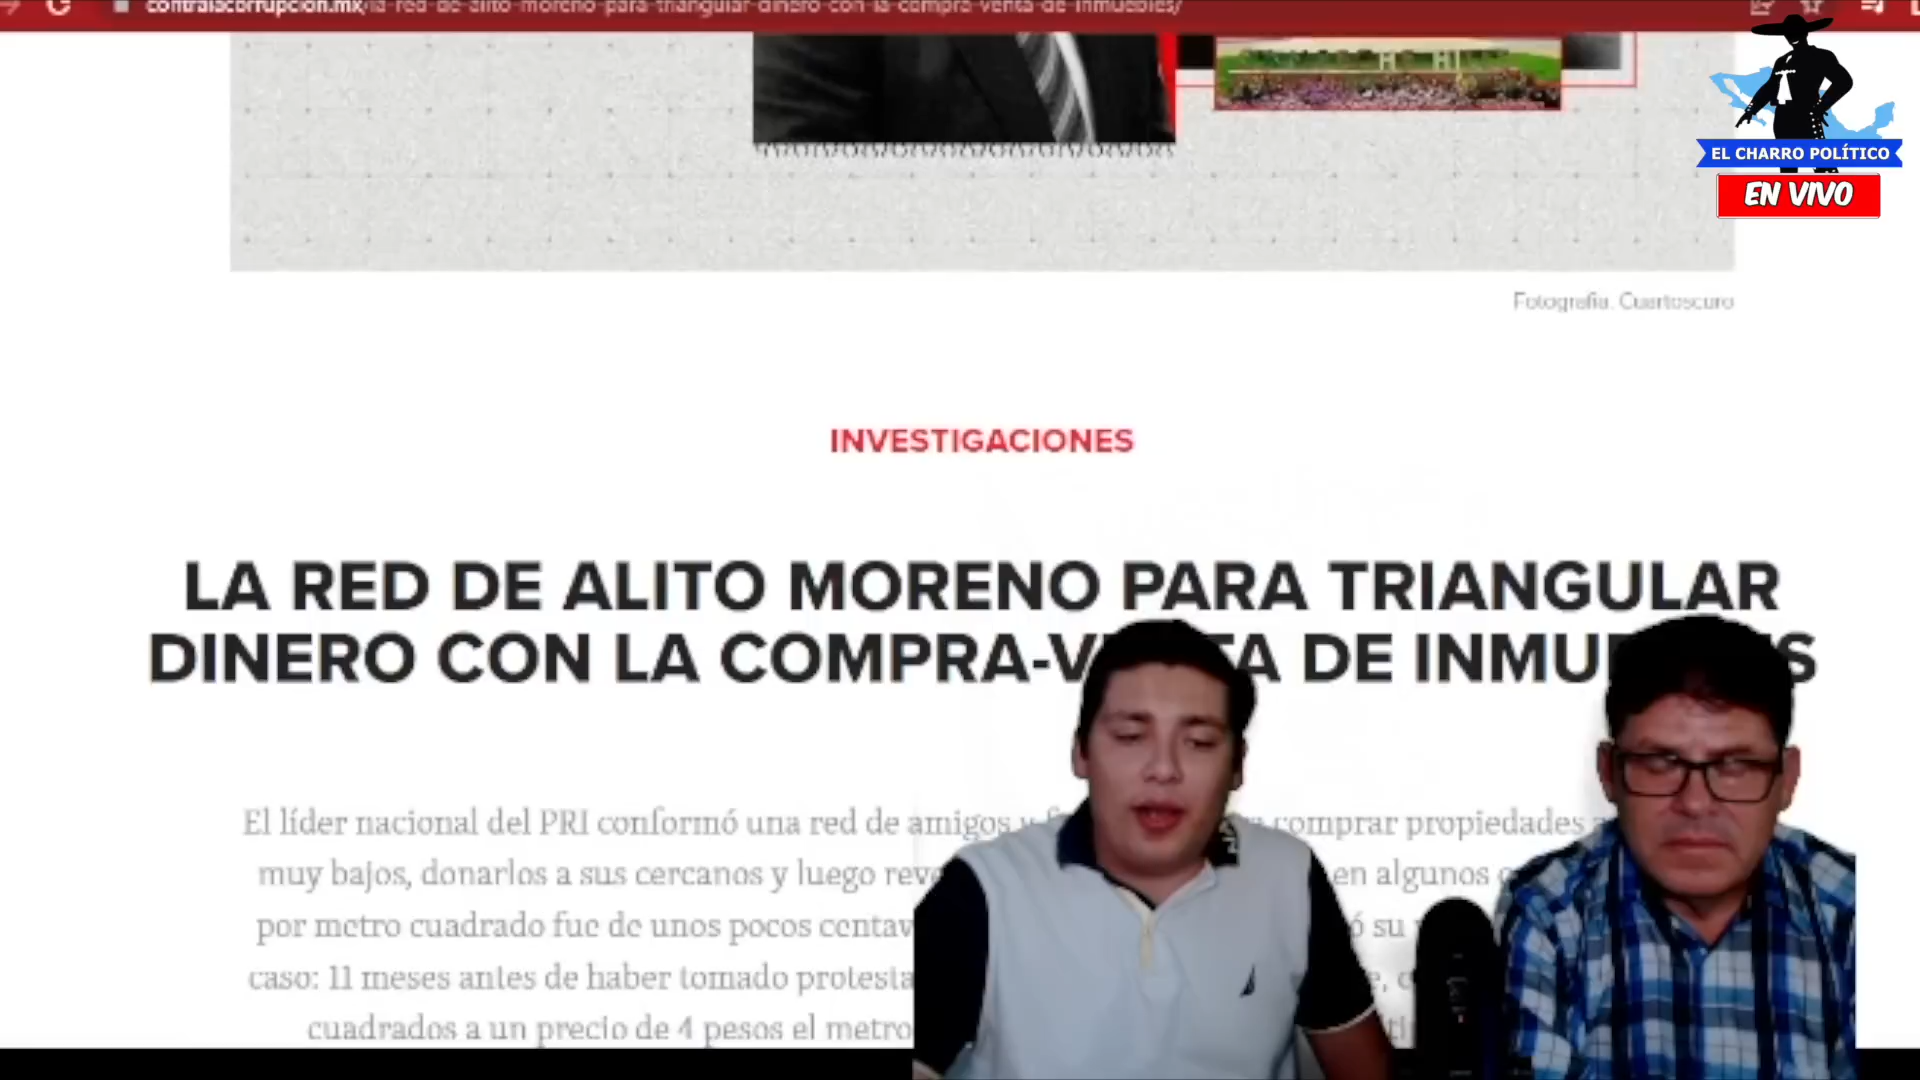 contralacorrupcion.mx/la-red-de-alito-moreno-para-triangular-dinero-con-la-compra-venta-de-inmuebles/
EL CHARRO POLÍTICO
EN VIVO
Fotografía. Cuartoscuro
INVESTIGACIONES
LA RED DE ALITO MORENO PARA TRIANGULAR
DINERO CON LA COMPRA-V TA DE INMU S
El líder nacional del PRI conformó una red de amigos y comprar propiedades
muy bajos, donarlos a sus cercanos y luego reve en algunos
por metro cuadrado fue de unos pocos centav ó su
caso: 11 meses antes de haber tomado protesta
cuadrados a un precio de 4 pesos el metro